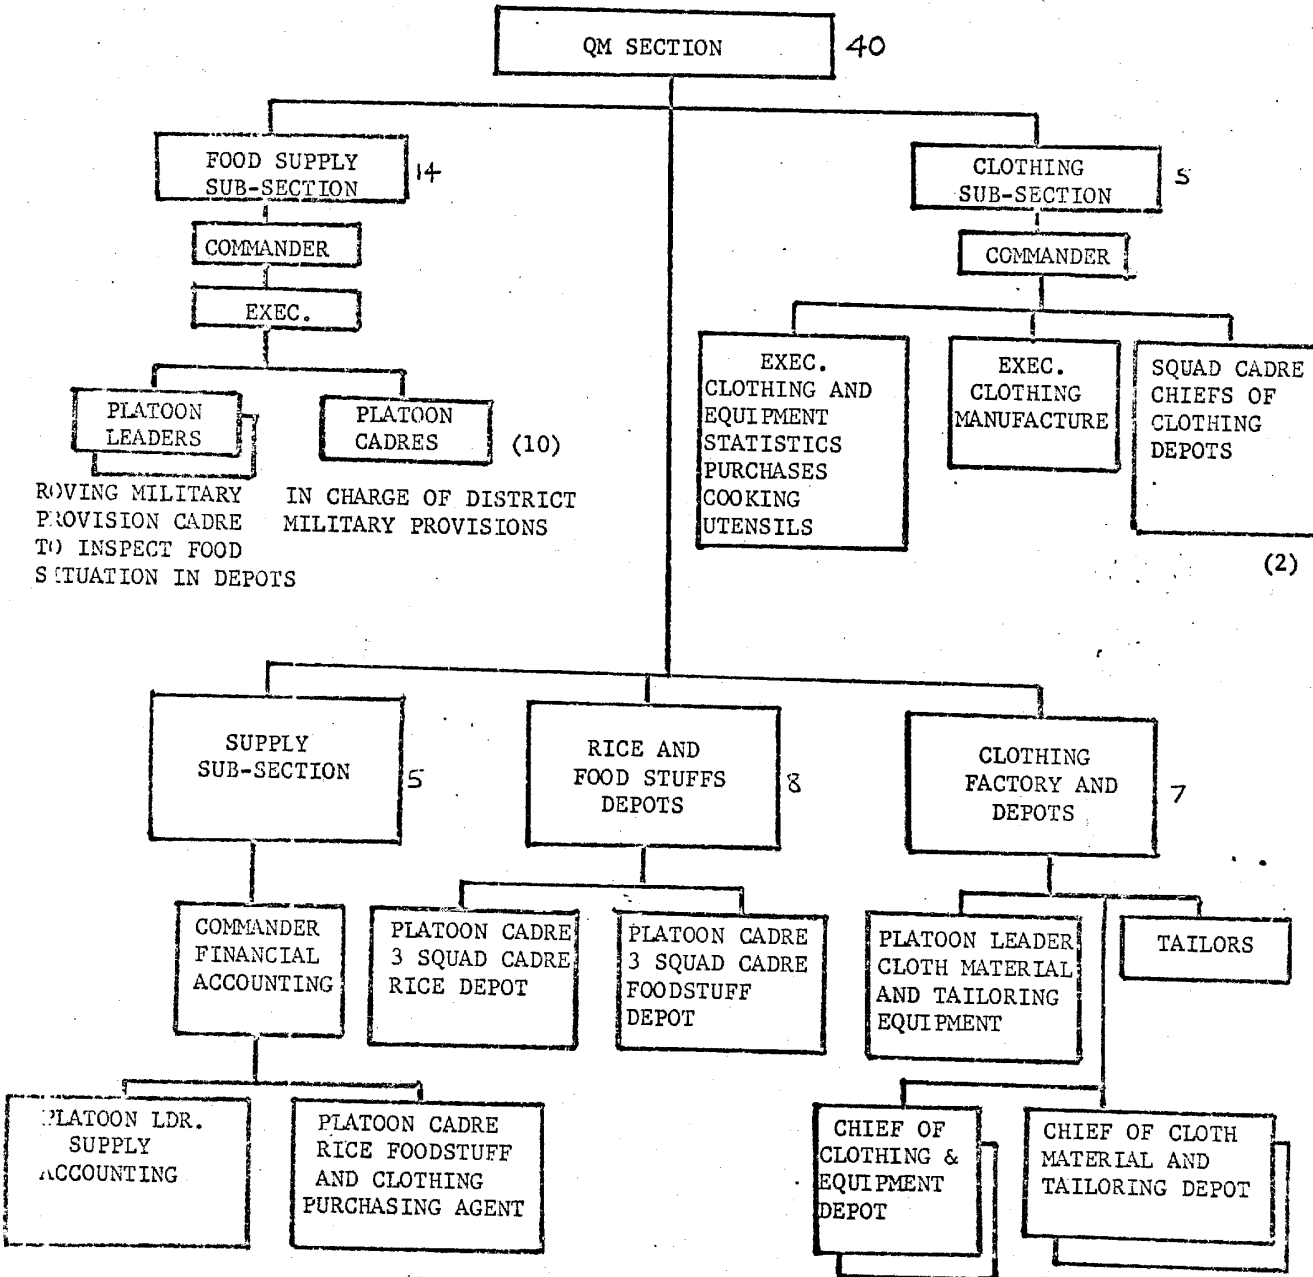 QM SECTION
40
FOOD SUPPLY
SUB-SECTION
14
COMMANDER
EXEC.
PLATOON
LEADERS
PLATOON
CADRES
(10)
ROVING MILITARY
PROVISION CADRE
TO INSPECT FOOD
SITUATION IN DEPOTS
IN CHARGE OF DISTRICT
MILITARY PROVISIONS
CLOTHING
SUB-SECTION
5
COMMANDER
EXEC.
CLOTHING AND
EQUIPMENT
STATISTICS
PURCHASES
COOKING
UTENSILS
EXEC.
CLOTHING
MANUFACTURE
SQUAD CADRE
CHIEFS OF
CLOTHING
DEPOTS
(2)
SUPPLY
SUB-SECTION
5
COMMANDER
FINANCIAL
ACCOUNTING
PLATOON LDR.
SUPPLY
ACCOUNTING
PLATOON CADRE
RICE FOODSTUFF
AND CLOTHING
PURCHASING AGENT
RICE AND
FOOD STUFFS
DEPOTS
8
PLATOON CADRE
3 SQUAD CADRE
RICE DEPOT
PLATOON CADRE
3 SQUAD CADRE
FOODSTUFF
DEPOT
CLOTHING
FACTORY AND
DEPOTS
7
PLATOON LEADER
CLOTH MATERIAL
AND TAILORING
EQUIPMENT
TAILORS
CHIEF OF
CLOTHING &
EQUIPMENT
DEPOT
CHIEF OF CLOTH
MATERIAL AND
TAILORING DEPOT